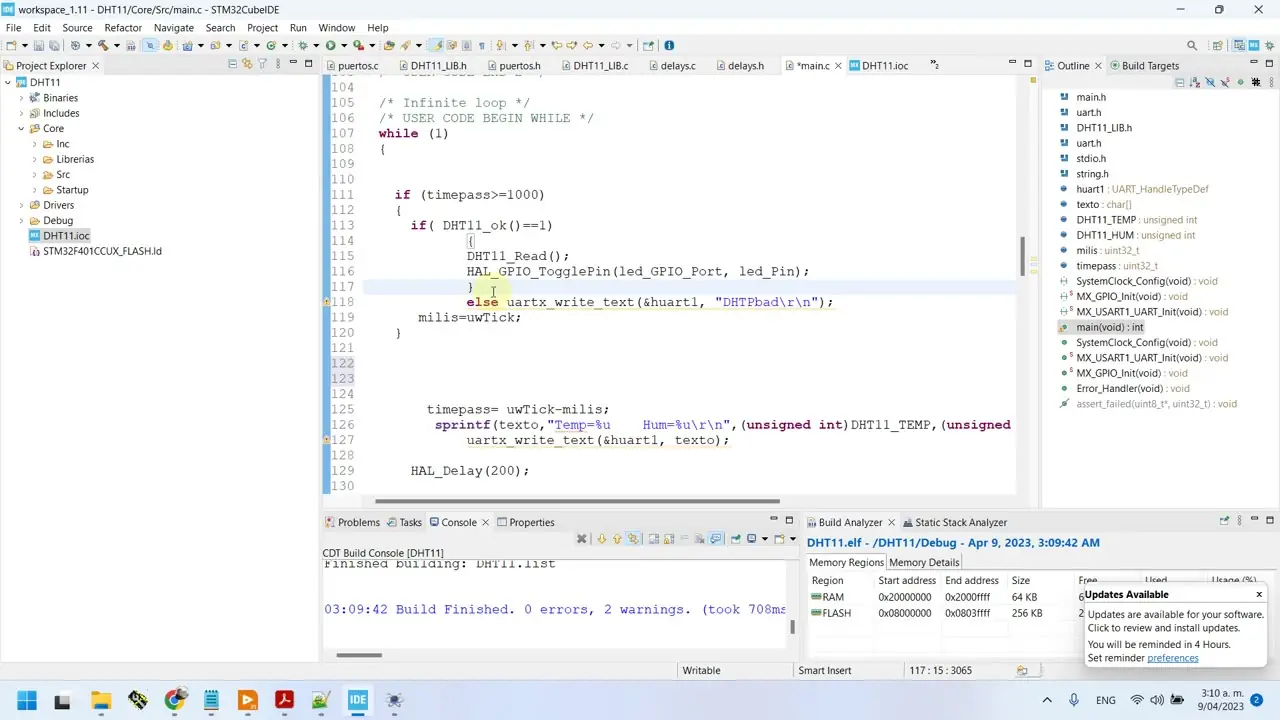 workspace_1.11 - DHT11/Core/Src/main.c - STM32CubeIDE
File Edit Source Refactor Navigate Search Project Run Window Help
Project Explorer
DHT11
Binaries
Includes
Core
Inc
Librerias
Src
Startup
Drivers
Debug
DHT11.ioc
STM32F401CCUX_FLASH.ld
puertos.c DHT11_LIB.h puertos.h DHT11_LIB.c delays.c delays.h *main.c DHT11.ioc
104
105 /* Infinite loop */
106 /* USER CODE BEGIN WHILE */
107 while (1)
108 {
109
110
111 if (timepass>=1000)
112 {
113 if( DHT11_ok()==1)
114 {
115 DHT11_Read();
116 HAL_GPIO_TogglePin(led_GPIO_Port, led_Pin);
117 }
118 else uartx_write_text(&huart1, "DHTPbad\r\n");
119 milis=uwTick;
120 }
121
122
123
124
125 timepass= uwTick-milis;
126 sprintf(texto,"Temp=%u Hum=%u\r\n",(unsigned int)DHT11_TEMP,(unsigned
127 uartx_write_text(&huart1, texto);
128
129 HAL_Delay(200);
130
Outline Build Targets
main.h
uart.h
DHT11_LIB.h
uart.h
stdio.h
string.h
huart1 : UART_HandleTypeDef
texto : char[]
DHT11_TEMP : unsigned int
DHT11_HUM : unsigned int
milis : uint32_t
timepass : uint32_t
SystemClock_Config(void) : void
MX_GPIO_Init(void) : void
MX_USART1_UART_Init(void) : void
main(void) : int
SystemClock_Config(void) : void
MX_USART1_UART_Init(void) : void
MX_GPIO_Init(void) : void
Error_Handler(void) : void
assert_failed(uint8_t*, uint32_t) : void
Problems Tasks Console Properties
CDT Build Console [DHT11]
Finished building: DHT11.list
03:09:42 Build Finished. 0 errors, 2 warnings. (took 708ms
Build Analyzer Static Stack Analyzer
DHT11.elf - /DHT11/Debug - Apr 9, 2023, 3:09:42 AM
Memory Regions Memory Details
Region Start address End address Size Free Used Usage (%)
RAM 0x20000000 0x2000ffff 64 KB
FLASH 0x08000000 0x0803ffff 256 KB
Updates Available
Updates are available for your software.
Click to review and install updates.
You will be reminded in 4 Hours.
Set reminder preferences
Writable Smart Insert 117 : 15 : 3065
IDE ENG 3:10 a. m.
9/04/2023 2